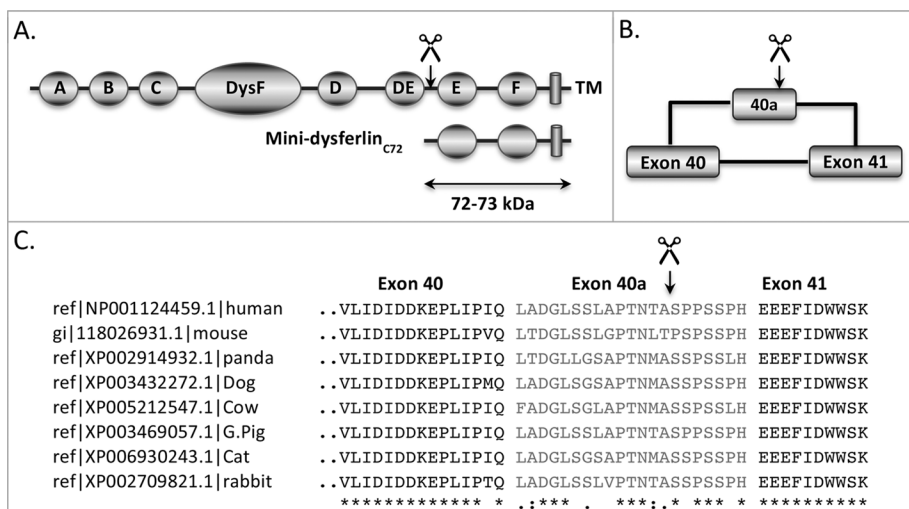 A.
A B C DysF D DE E F TM
Mini-dysferlinC72
72-73 kDa
B.
40a
Exon 40 Exon 41
C.
Exon 40 Exon 40a Exon 41
ref|NP001124459.1|human ..VLIDIDDKEPLIPIQ LADGLSSLAPTNTASPPSSPH EEEFIDWWSK
gi|118026931.1|mouse ..VLIDIDDKEPLIPVQ LTDGLSSLGPTNLTPSSPPH EEEFIDWWSK
ref|XP002914932.1|panda ..VLIDIDDKEPLIPIQ LTDGLLGSAPTNMASSPSSLH EEEFIDWWSK
ref|XP003432272.1|Dog ..VLIDIDDKEPLIPMQ LADGLSGSAPTNMASSPSSPH EEEFIDWWSK
ref|XP005212547.1|Cow ..VLIDIDDKEPLIPIQ FADGLSGLAPTNMASSPSSLH EEEFIDWWSK
ref|XP003469057.1|G.Pig ..VLIDIDDKEPLIPIQ LADGLSSLAPTNTASSPSSPH EEEFIDWWSK
ref|XP006930243.1|Cat ..VLIDIDDKEPLIPIQ LADGLSGSAPTNMASSPSSPH EEEFIDWWSK
ref|XP002709821.1|rabbit ..VLIDIDDKEPLIPTQ LADGLSSLVPTNTASSPSSPH EEEFIDWWSK
*************** * .:*** . ***:.* *** * **********